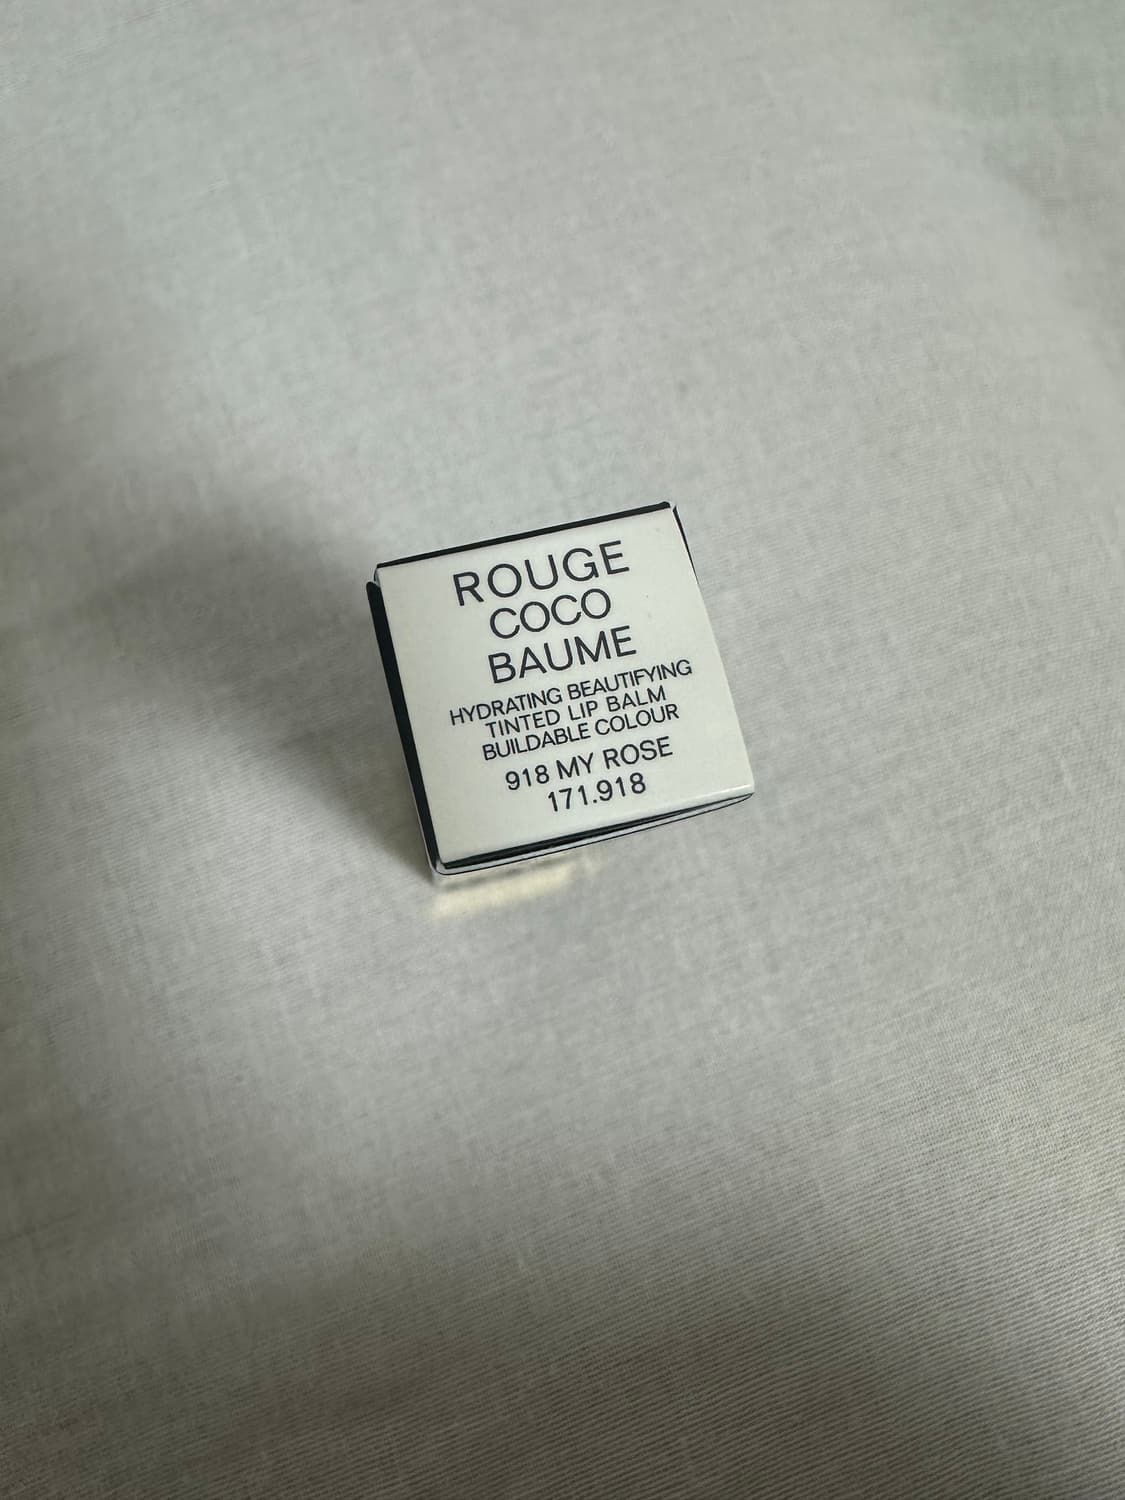 ROUGE
COCO
BAUME
HYDRATING BEAUTIFYING
TINTED LIP BALM
BUILDABLE COLOUR
918 MY ROSE
171.918